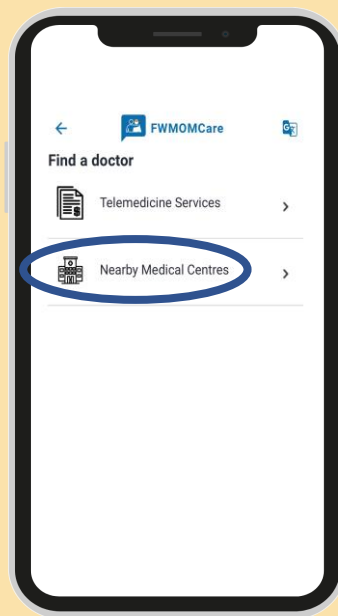 FWMOMCare
Find a doctor
Telemedicine Services
Nearby Medical Centres